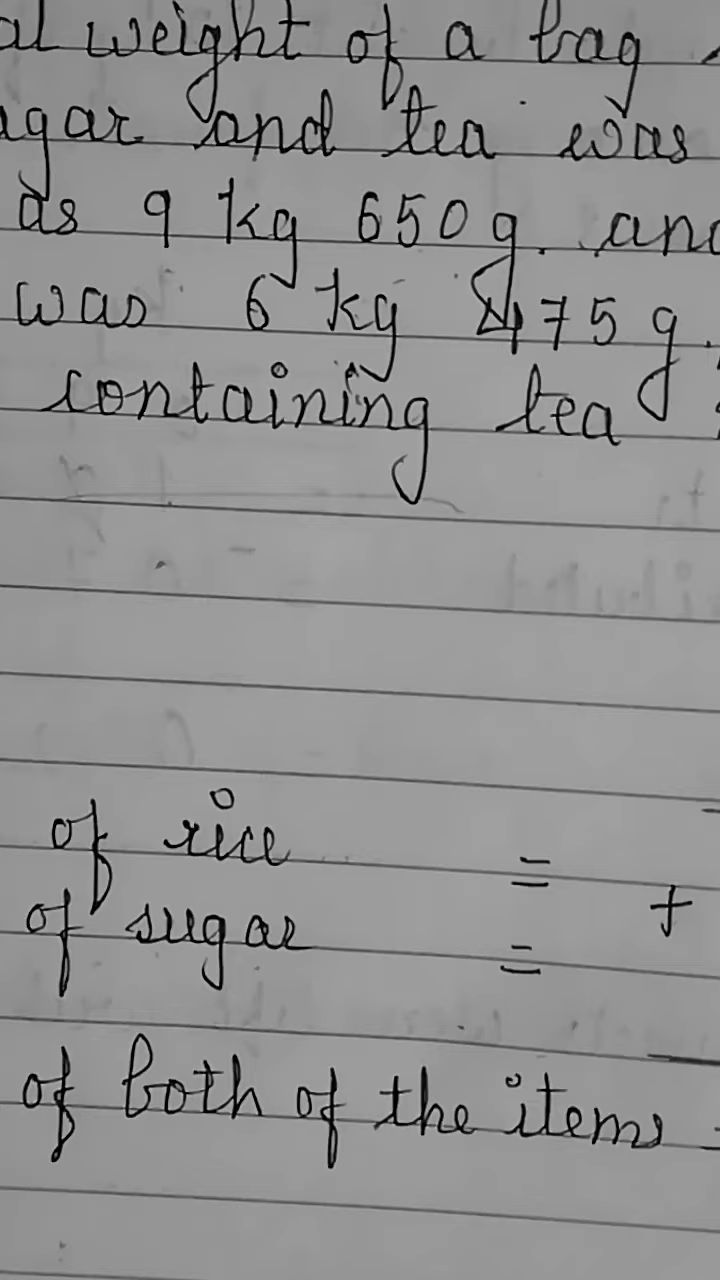 al weight of a bag
gar and tea was
as 9 kg 650 g. and
was 6 kg 475 g.
containing tea
of rice = +
of sugar =
of both of the items